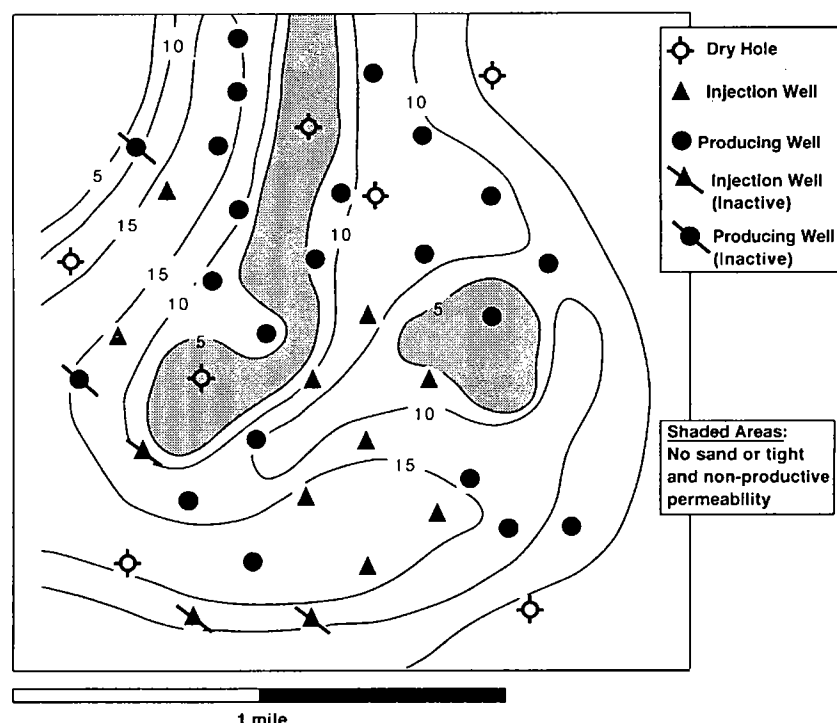 10
10
5
15
15
10
10
5
5
10
15
Dry Hole
Injection Well
Producing Well
Injection Well
(Inactive)
Producing Well
(Inactive)
Shaded Areas:
No sand or tight
and non-productive
permeability
1 mile